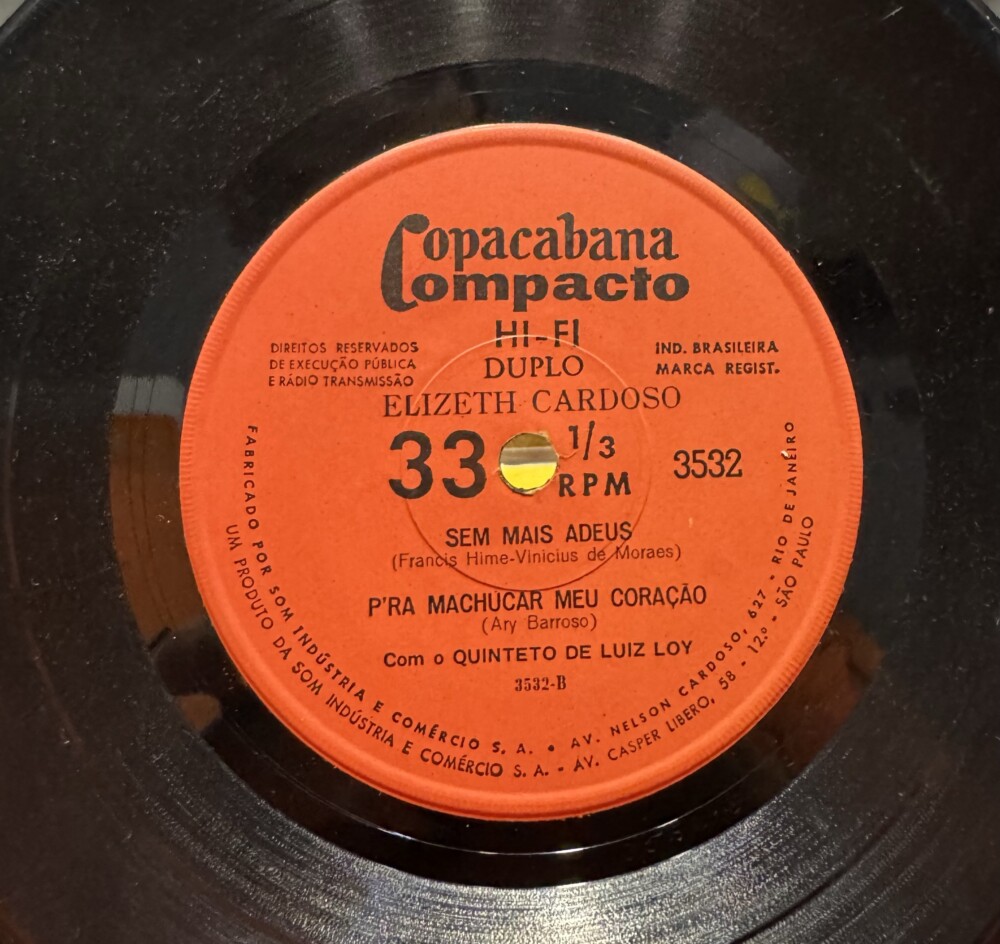 Copacabana
Compacto
HI-FI
DUPLO
DIREITOS RESERVADOS
DE EXECUÇÃO PÚBLICA
E RÁDIO TRANSMISSÃO
IND. BRASILEIRA
MARCA REGIST.
ELIZETH CARDOSO
33 1/3
RPM
3532
SEM MAIS ADEUS
(Francis Hime-Vinicius de Moraes)
P'RA MACHUCAR MEU CORAÇÃO
(Ary Barroso)
Com o QUINTETO DE LUIZ LOY
3532-B
FABRICADO POR SOM INDÚSTRIA E COMÉRCIO S. A. • AV. NELSON CARDOSO, 627 - RIO DE JANEIRO
UM PRODUTO DA SOM INDÚSTRIA E COMÉRCIO S. A. - AV. CASPER LIBERO, 58 - 12.º - SÃO PAULO